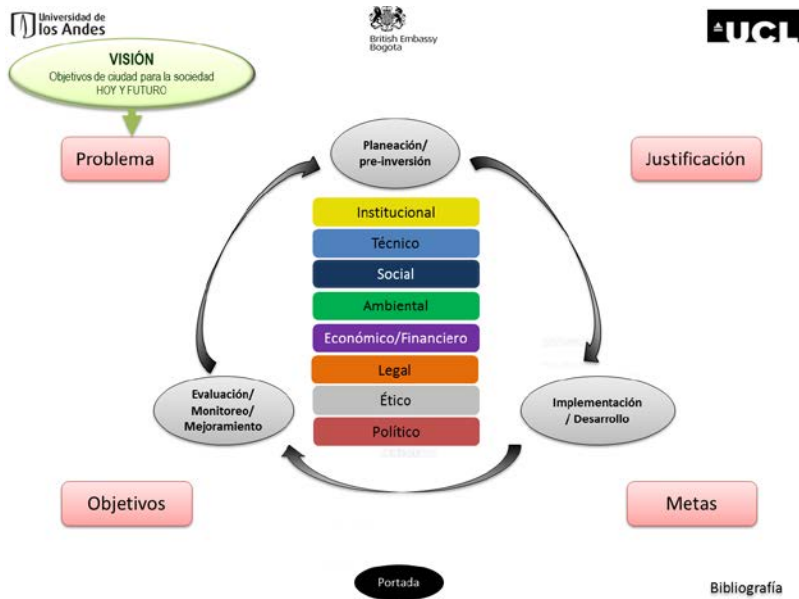 Universidad de
los Andes
British Embassy
Bogota
UCL
VISIÓN
Objetivos de ciudad para la sociedad
HOY Y FUTURO
Problema
Planeación/
pre-inversión
Justificación
Institucional
Técnico
Social
Ambiental
Económico/Financiero
Legal
Ético
Político
Evaluación/
Monitoreo/
Mejoramiento
Implementación
/ Desarrollo
Objetivos
Metas
Portada
Bibliografía